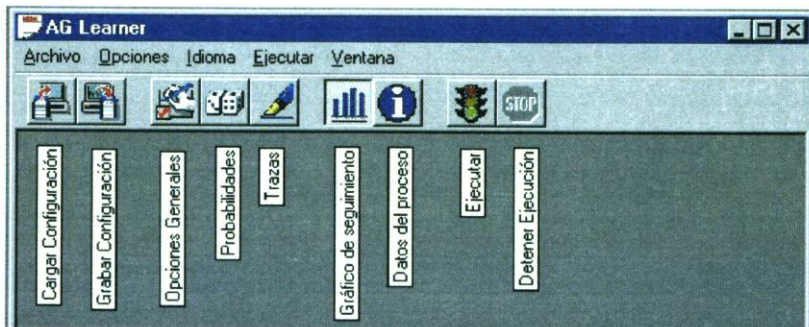 AG Learner
Archivo Opciones Idioma Ejecutar Ventana
STOP
Cargar Configuración
Grabar Configuración
Opciones Generales
Probabilidades
Trazas
Gráfico de seguimiento
Datos del proceso
Ejecutar
Detener Ejecución